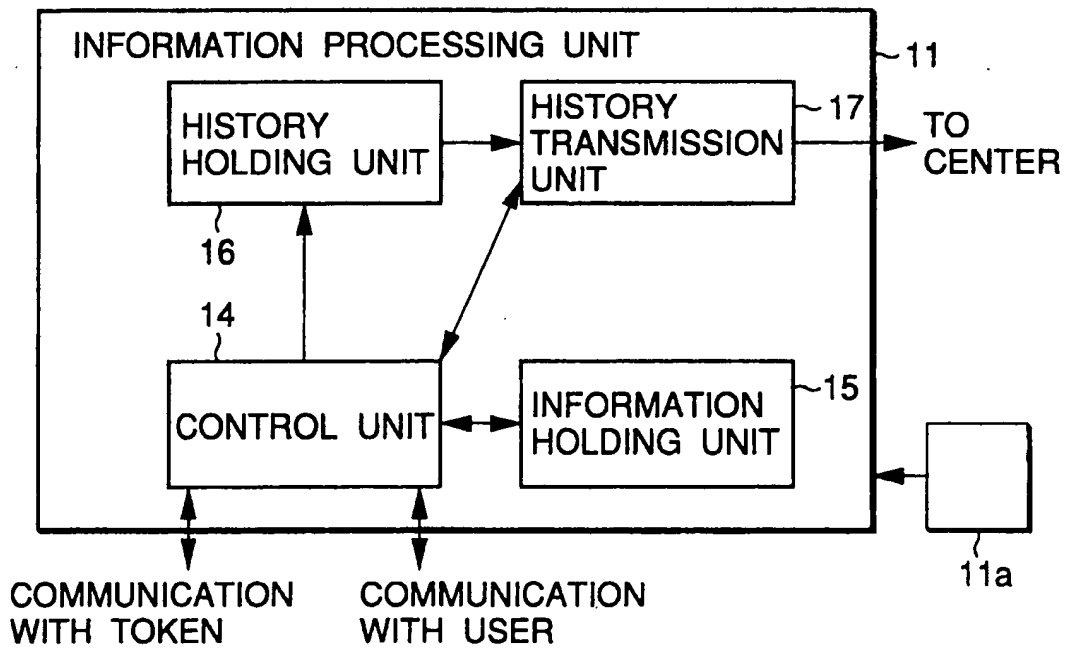 INFORMATION PROCESSING UNIT
11
HISTORY
HOLDING UNIT
16
HISTORY
TRANSMISSION
UNIT
17
TO
CENTER
14
CONTROL UNIT
INFORMATION
HOLDING UNIT
15
11a
COMMUNICATION
WITH TOKEN
COMMUNICATION
WITH USER